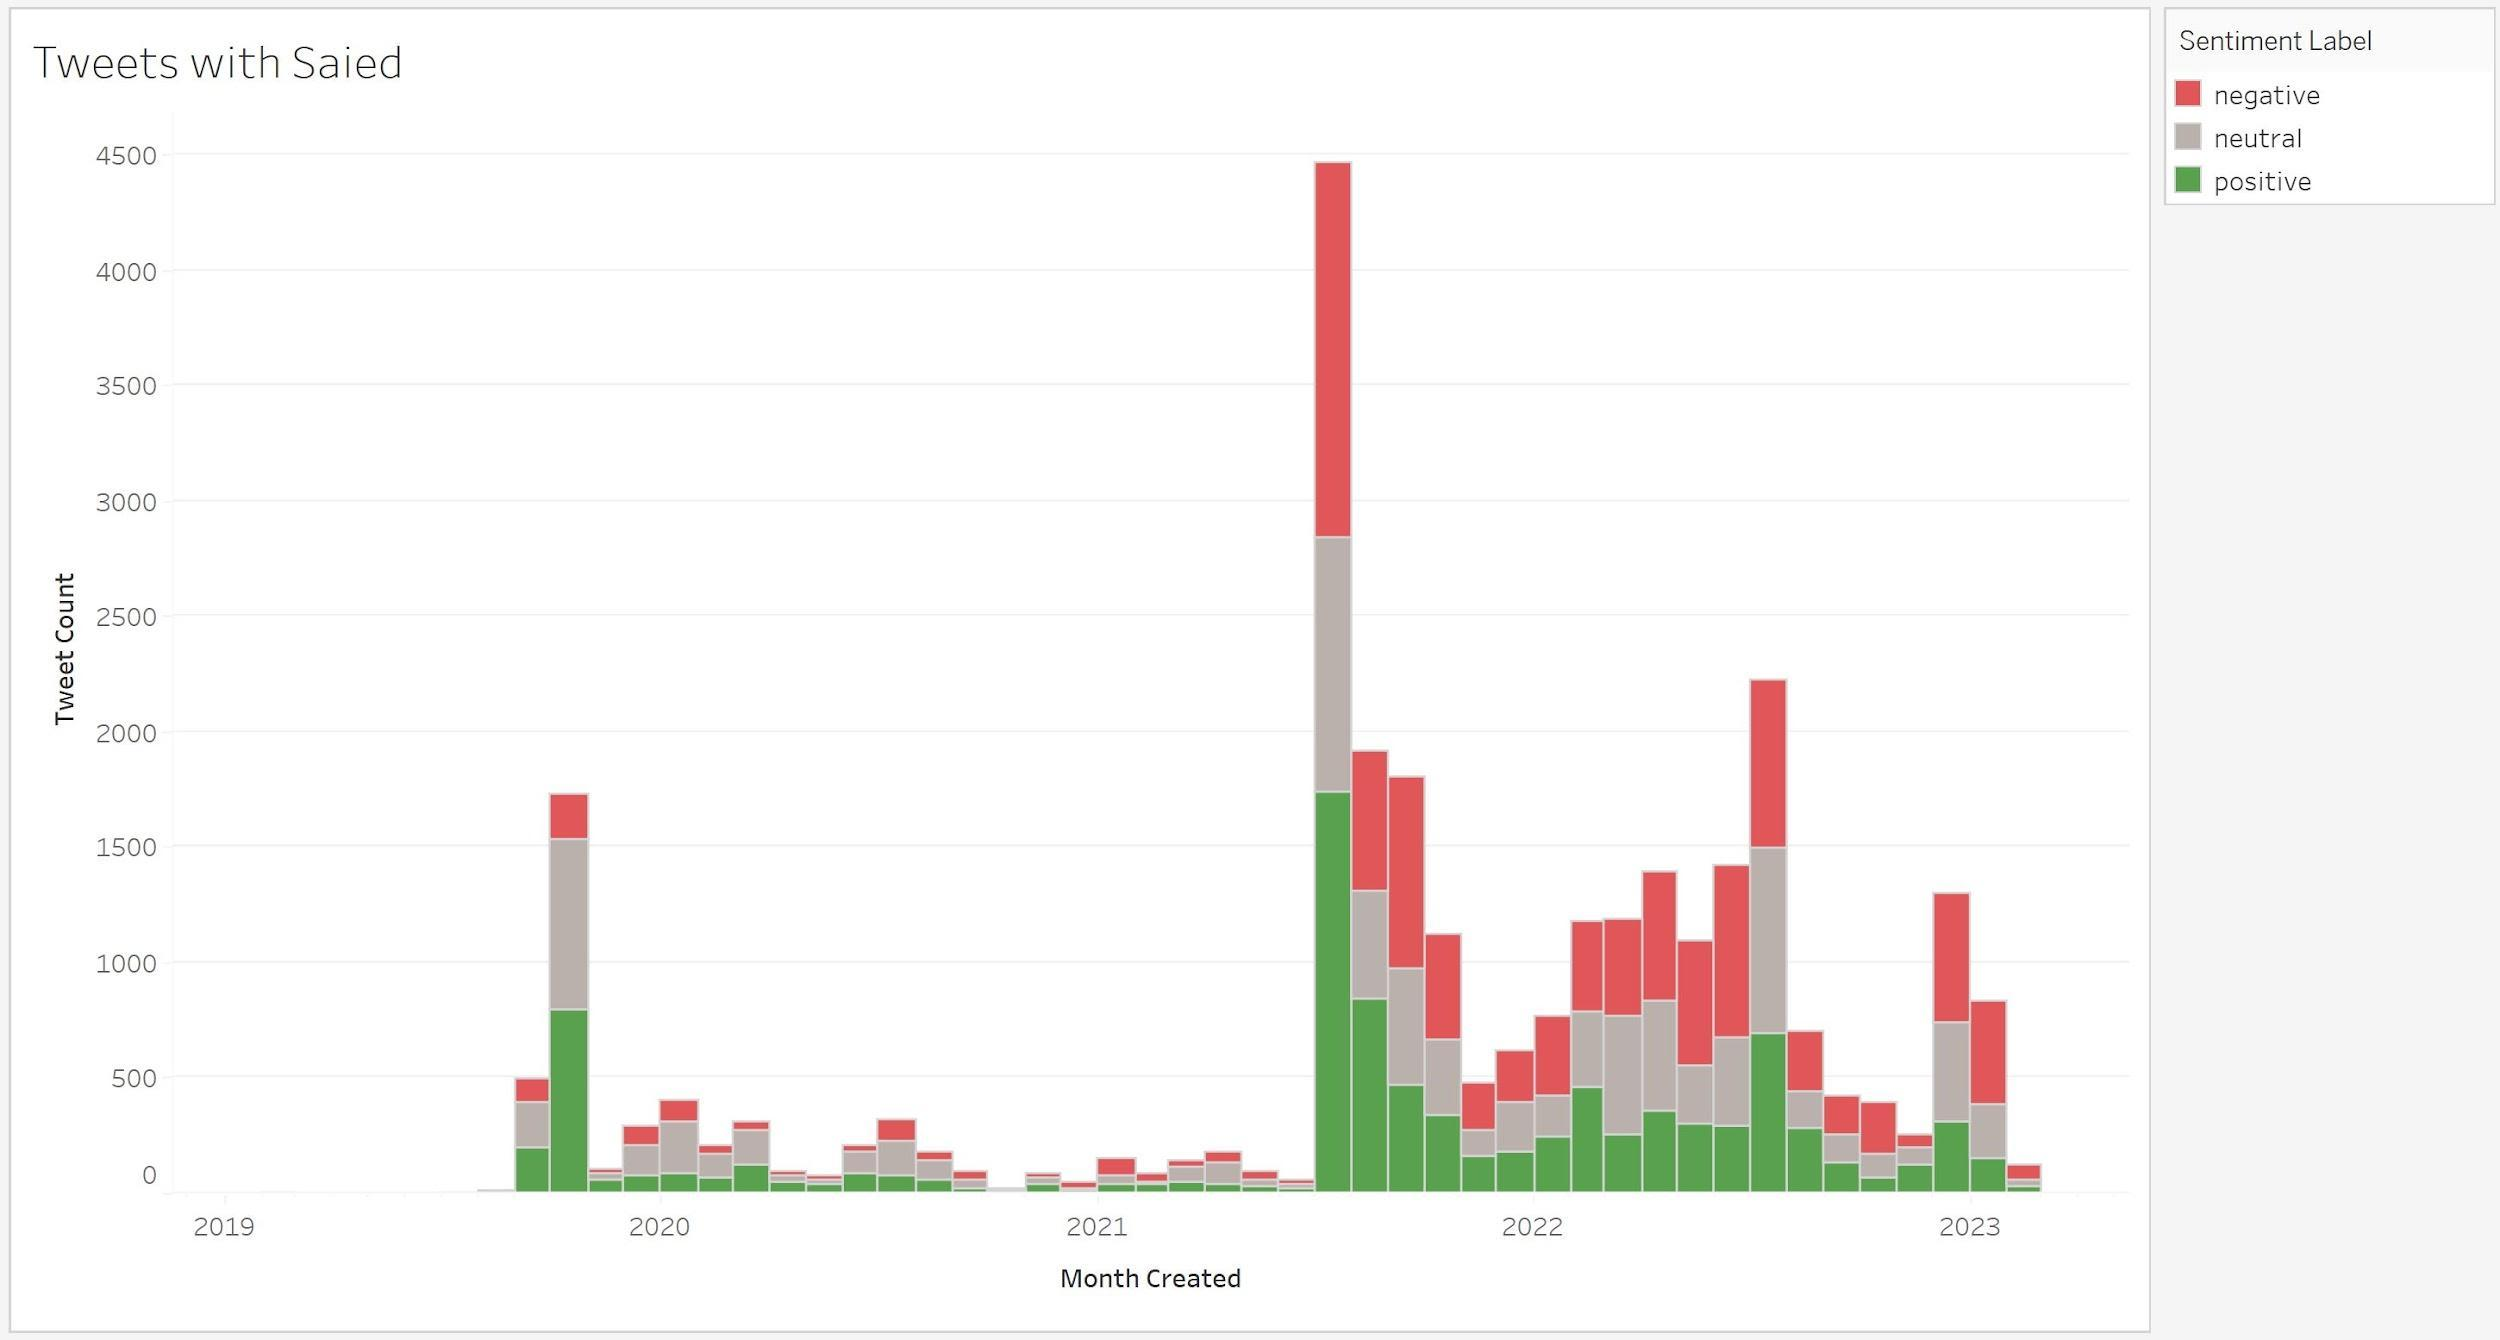 Tweets with Saied
Sentiment Label
negative
neutral
positive
4500
4000
3500
3000
2500
2000
1500
1000
500
0
Tweet Count
2019 2020 2021 2022 2023
Month Created